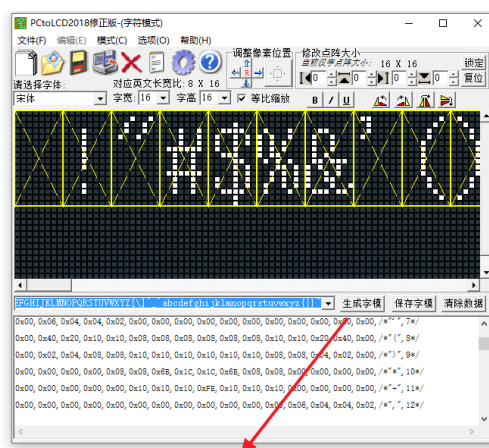 PCtoLCD2018修正版-(字符模式)
文件(F) 编辑(E) 模式(C) 选项(O) 帮助(H)
调整像素位置 修改点阵大小
当前汉字点阵大小: 16 X 16 锁定
R 0 0 0 0 复位
请选择字体: 对应英文长宽比: 8 X 16
宋体 字宽: 16 字高 16 等比缩放 B I U
! " # $ % & ' (
EFGHIJKLMNOPQRSTUVWXYZ[\]^_`abcdefghijklmnopqrstuvwxyz{|} 生成字模 保存字模 清除数据
0x00, 0x06, 0x04, 0x04, 0x02, 0x00, 0x00, 0x00, 0x00, 0x00, 0x00, 0x00, 0x00, 0x00, 0x00, 0x00, /*"'", 7*/
0x00, 0x40, 0x20, 0x10, 0x10, 0x08, 0x08, 0x08, 0x08, 0x08, 0x08, 0x10, 0x10, 0x20, 0x40, 0x00, /*"(", 8*/
0x00, 0x02, 0x04, 0x08, 0x08, 0x10, 0x10, 0x10, 0x10, 0x10, 0x10, 0x08, 0x08, 0x04, 0x02, 0x00, /*")", 9*/
0x00, 0x00, 0x00, 0x00, 0x08, 0x08, 0x6B, 0x1C, 0x1C, 0x6B, 0x08, 0x08, 0x00, 0x00, 0x00, 0x00, /*"*", 10*/
0x00, 0x00, 0x00, 0x00, 0x00, 0x10, 0x10, 0x10, 0xFE, 0x10, 0x10, 0x10, 0x00, 0x00, 0x00, 0x00, /*"+", 11*/
0x00, 0x00, 0x00, 0x00, 0x00, 0x00, 0x00, 0x00, 0x00, 0x00, 0x00, 0x00, 0x06, 0x04, 0x04, 0x02, /*",", 12*/